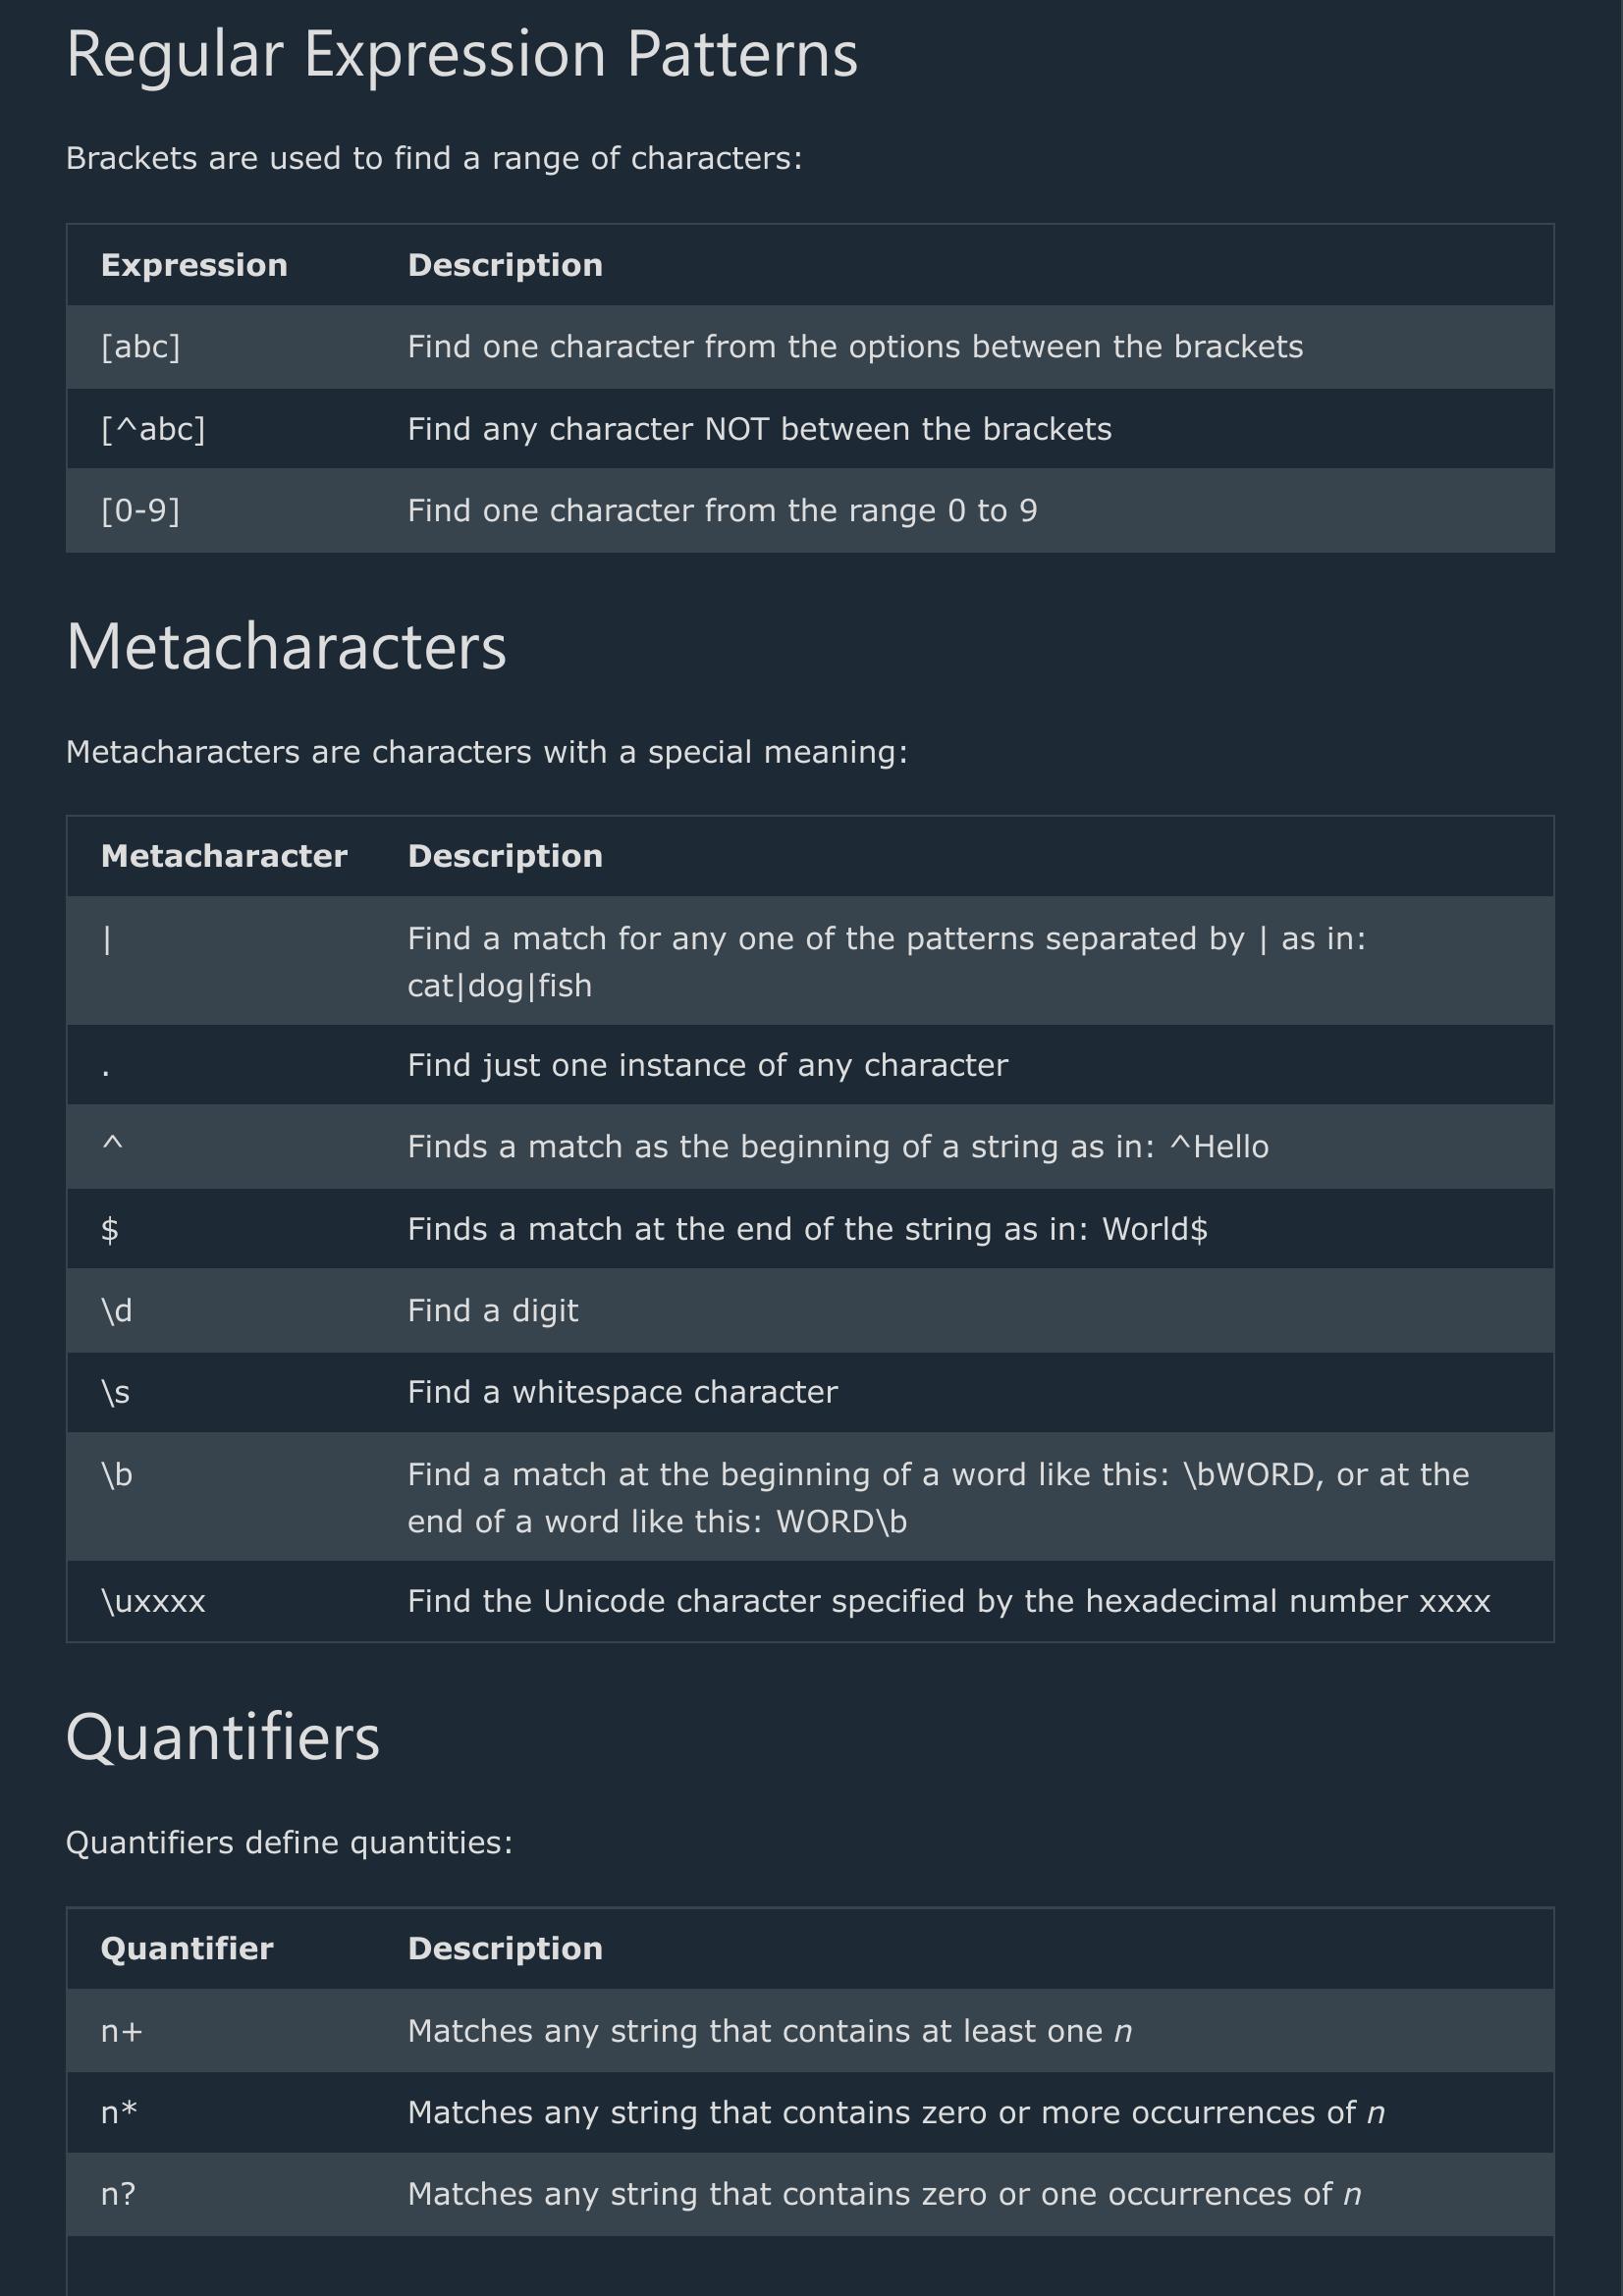 Regular Expression Patterns
Brackets are used to find a range of characters:
Expression Description
[abc] Find one character from the options between the brackets
[^abc] Find any character NOT between the brackets
[0-9] Find one character from the range 0 to 9
Metacharacters
Metacharacters are characters with a special meaning:
Metacharacter Description
| Find a match for any one of the patterns separated by | as in:
cat|dog|fish
. Find just one instance of any character
^ Finds a match as the beginning of a string as in: ^Hello
$ Finds a match at the end of the string as in: World$
\d Find a digit
\s Find a whitespace character
\b Find a match at the beginning of a word like this: \bWORD, or at the
end of a word like this: WORD\b
\uxxxx Find the Unicode character specified by the hexadecimal number xxxx
Quantifiers
Quantifiers define quantities:
Quantifier Description
n+ Matches any string that contains at least one n
n* Matches any string that contains zero or more occurrences of n
n? Matches any string that contains zero or one occurrences of n